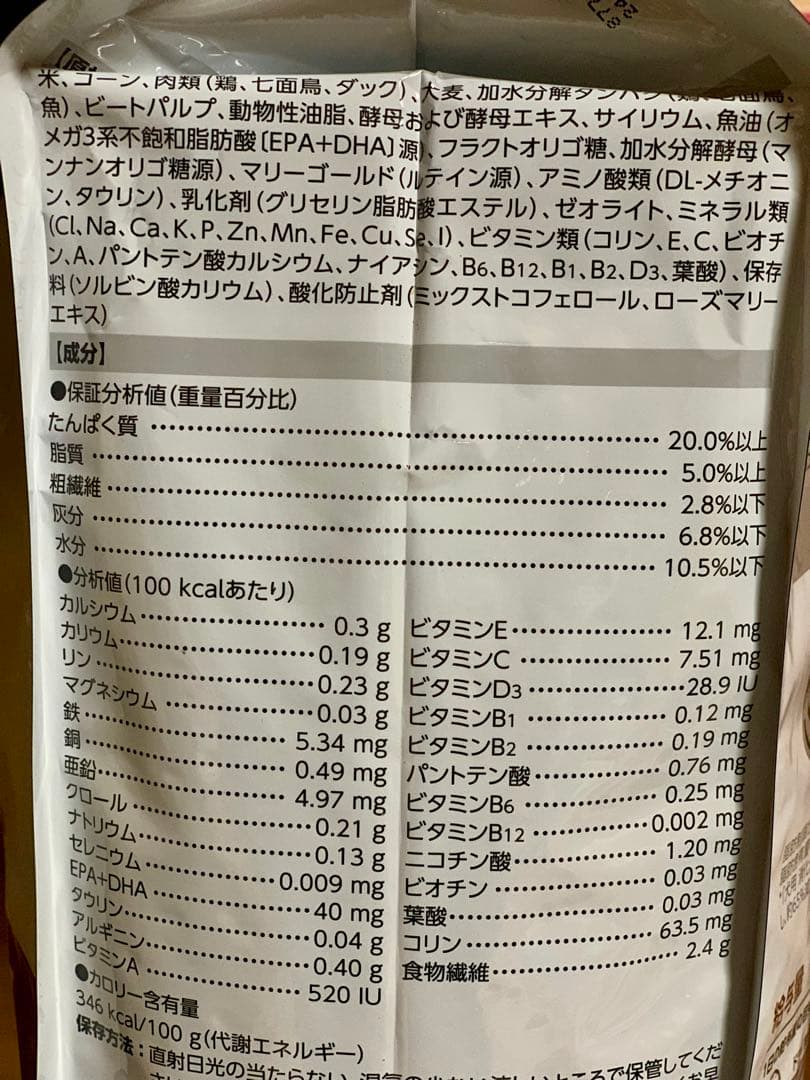 米、コーン、肉類（鶏、七面鳥、ダック）、大麦、加水分解タンパク（鶏、七面鳥、
魚）、ビートパルプ、動物性油脂、酵母および酵母エキス、サイリウム、魚油（オ
メガ3系不飽和脂肪酸〔EPA+DHA〕源）、フラクトオリゴ糖、加水分解酵母（マ
ンナンオリゴ糖源）、マリーゴールド（ルテイン源）、アミノ酸類（DL-メチオニ
ン、タウリン）、乳化剤（グリセリン脂肪酸エステル）、ゼオライト、ミネラル類
（Cl、Na、Ca、K、P、Zn、Mn、Fe、Cu、Se、I）、ビタミン類（コリン、E、C、ビオチ
ン、A、パントテン酸カルシウム、ナイアシン、B6、B12、B1、B2、D3、葉酸）、保存
料（ソルビン酸カリウム）、酸化防止剤（ミックストコフェロール、ローズマリー
エキス）
【成分】
●保証分析値（重量百分比）
たんぱく質 20.0%以上
脂質 5.0%以上
粗繊維 2.8%以下
灰分 6.8%以下
水分 10.5%以下
●分析値（100 kcalあたり）
カルシウム 0.3 g
カリウム 0.19 g
リン 0.23 g
マグネシウム 0.03 g
鉄 5.34 mg
銅 0.49 mg
亜鉛 4.97 mg
クロール 0.21 g
ナトリウム 0.13 g
セレニウム 0.009 mg
EPA+DHA 40 mg
タウリン 0.04 g
アルギニン 0.40 g
ビタミンA 520 IU
ビタミンE 12.1 mg
ビタミンC 7.51 mg
ビタミンD3 28.9 IU
ビタミンB1 0.12 mg
ビタミンB2 0.19 mg
パントテン酸 0.76 mg
ビタミンB6 0.25 mg
ビタミンB12 0.002 mg
ニコチン酸 1.20 mg
ビオチン 0.03 mg
葉酸 0.03 mg
コリン 63.5 mg
食物繊維 2.4 g
●カロリー含有量
346 kcal/100 g（代謝エネルギー）
保存方法：直射日光の当たらない、湿気の少ない涼しいところで保管してくだ
給与量